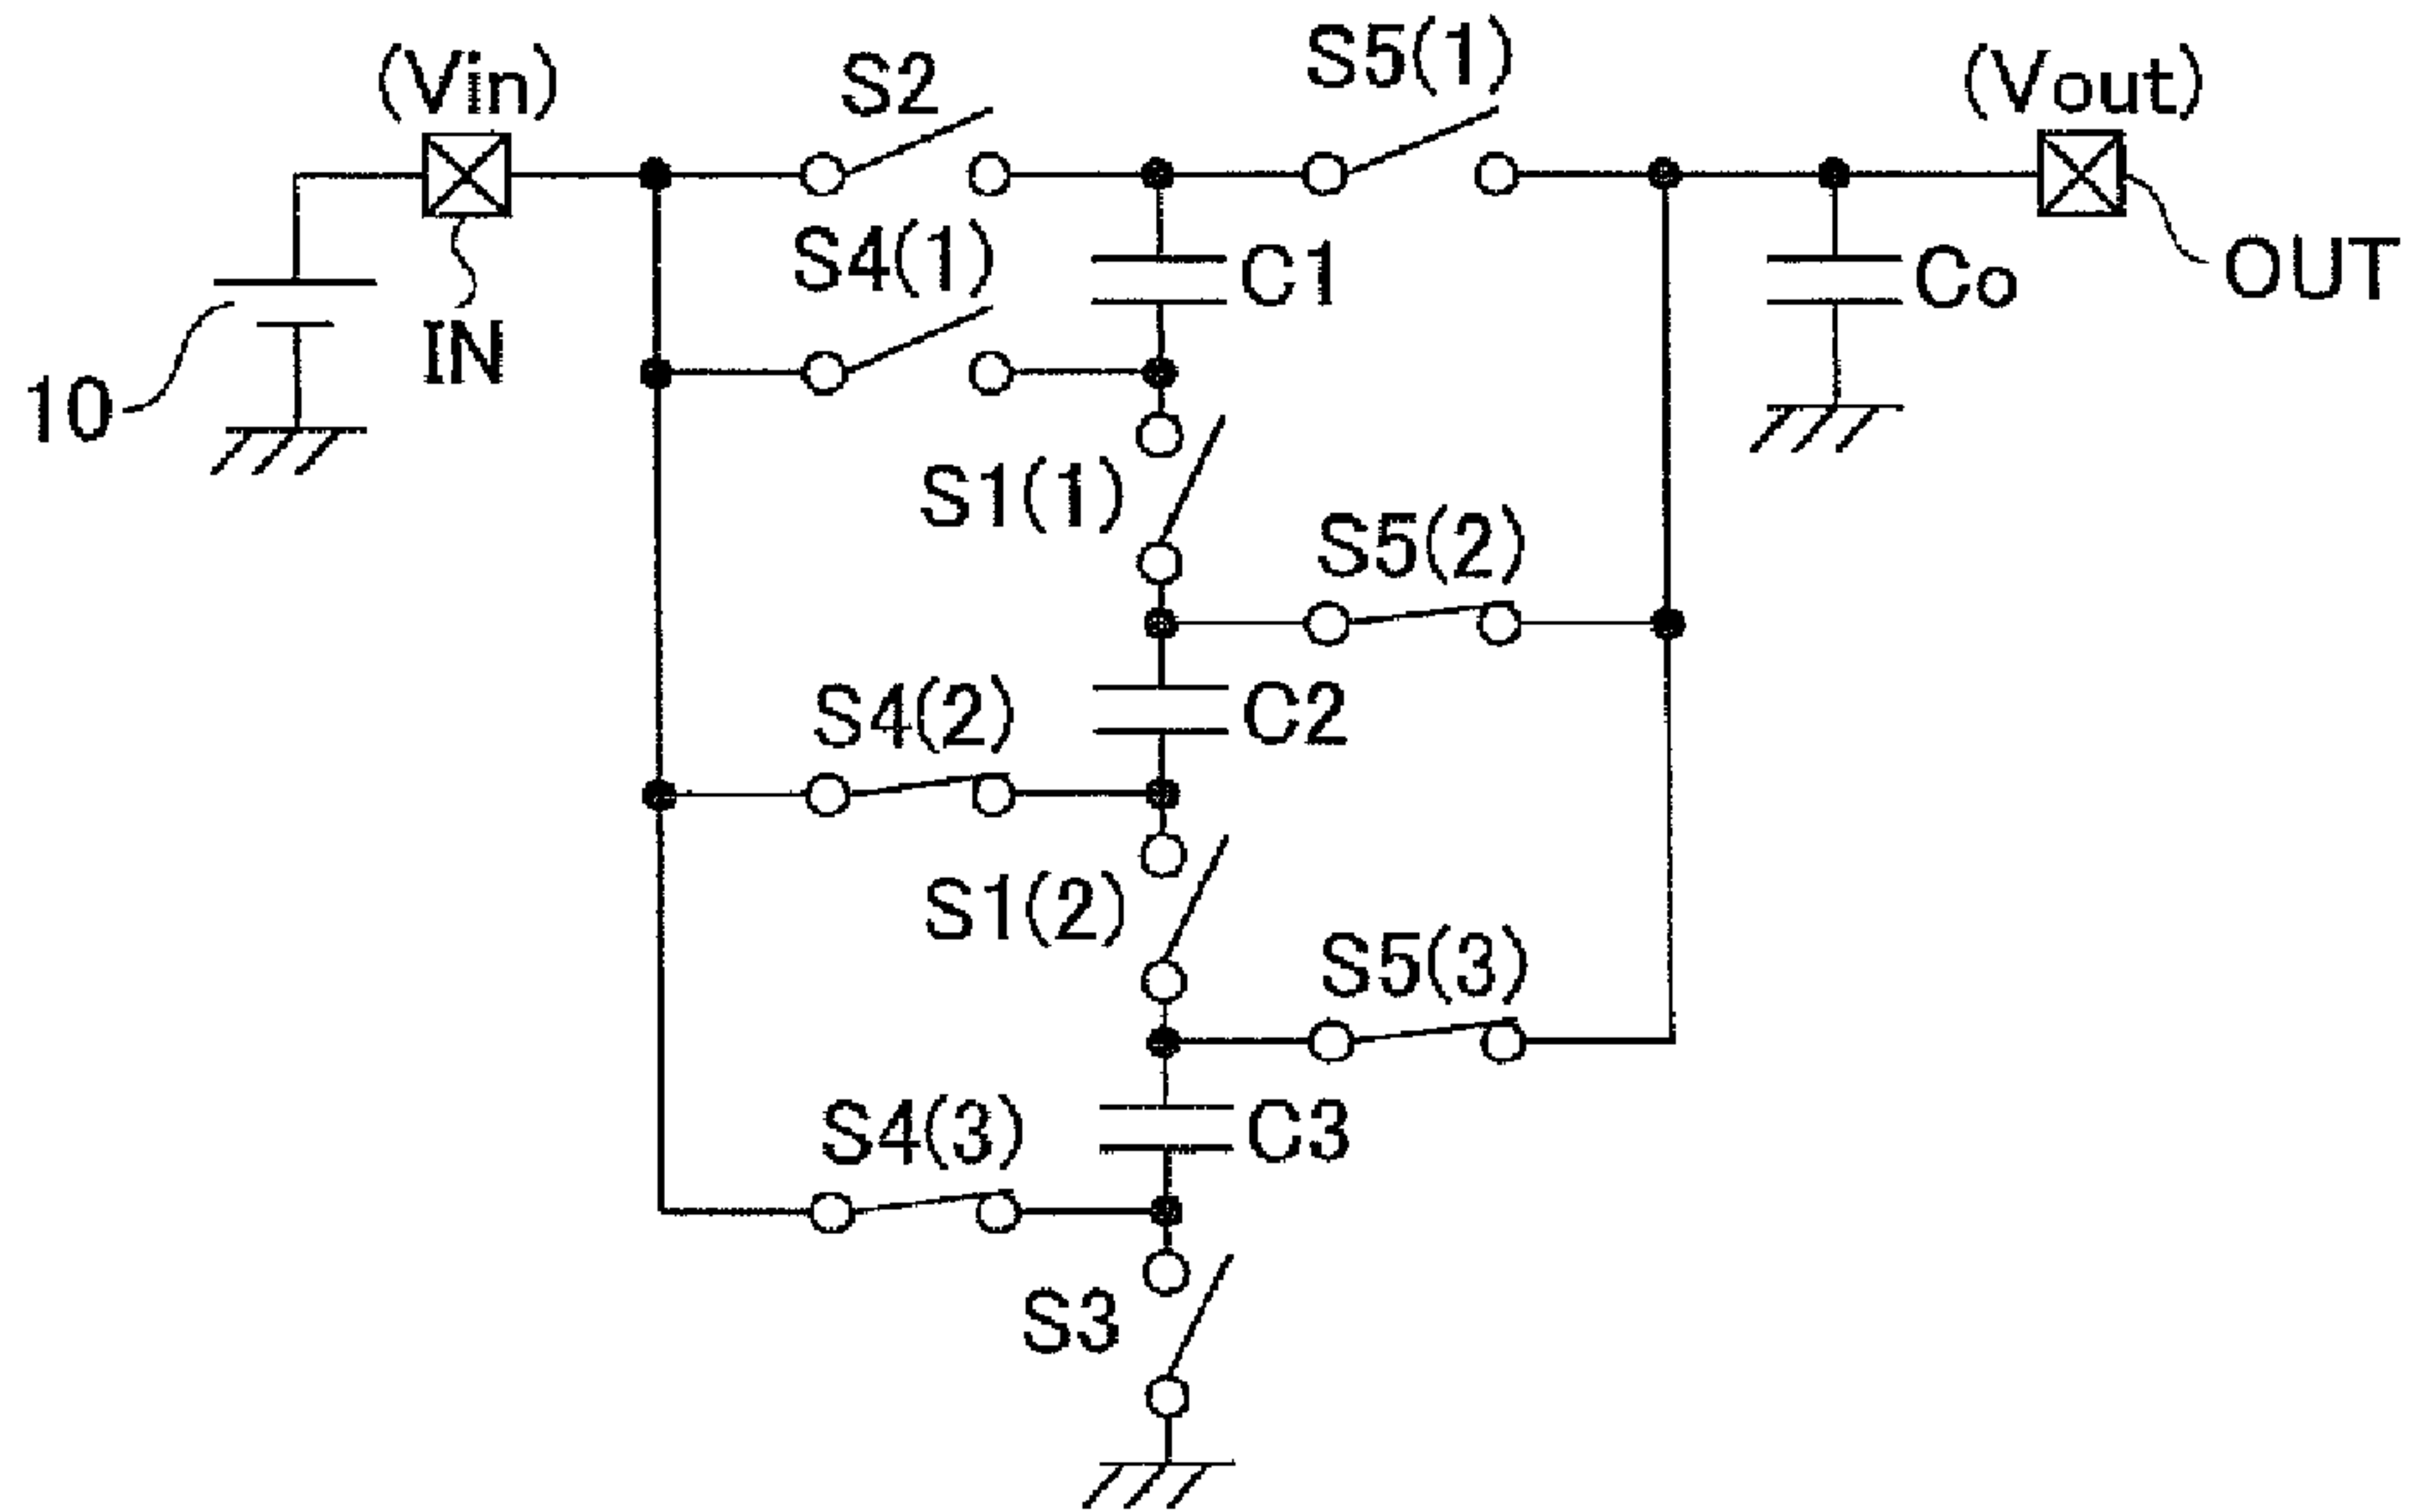 (Vin)
S2
S5(1)
(Vout)
S4(1)
C1
Co
OUT
IN
10
S1(1)
S5(2)
S4(2)
C2
S1(2)
S5(3)
S4(3)
C3
S3